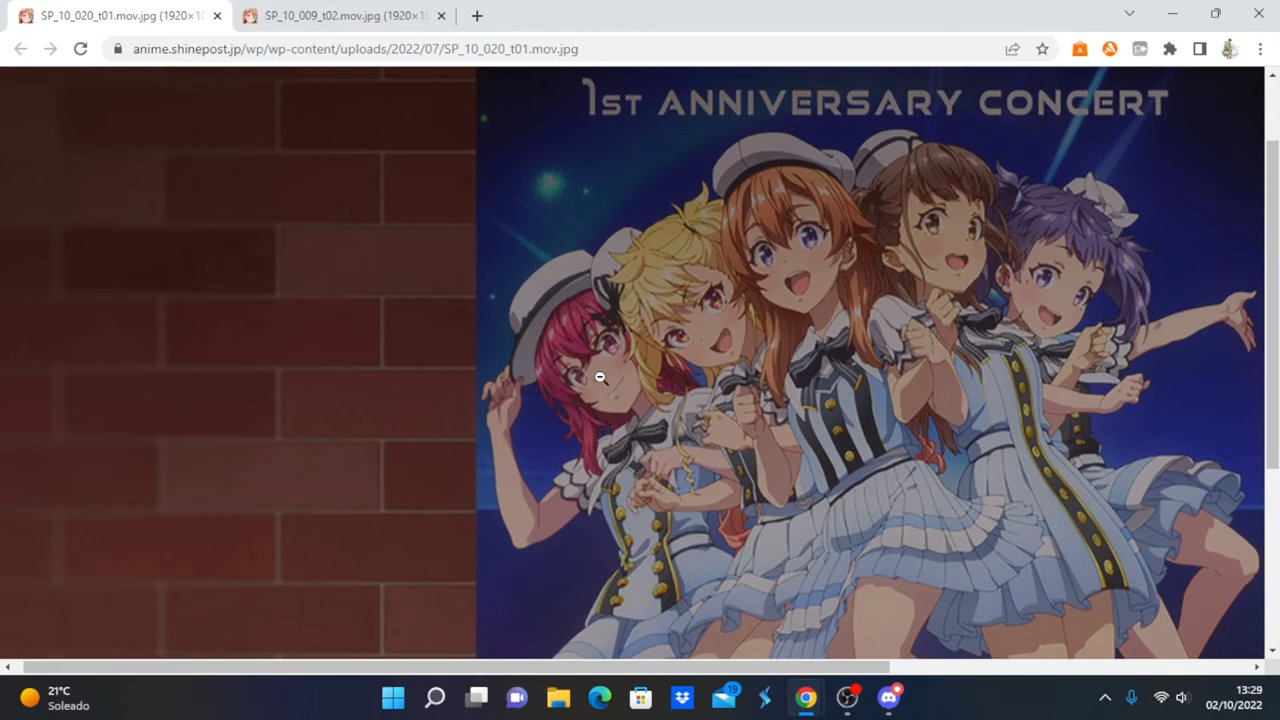 SP_10_020_t01.mov.jpg (1920×10
SP_10_009_t02.mov.jpg (1920×10
anime.shinepost.jp/wp/wp-content/uploads/2022/07/SP_10_020_t01.mov.jpg
1ST ANNIVERSARY CONCERT
21°C
Soleado
19
13:29
02/10/2022